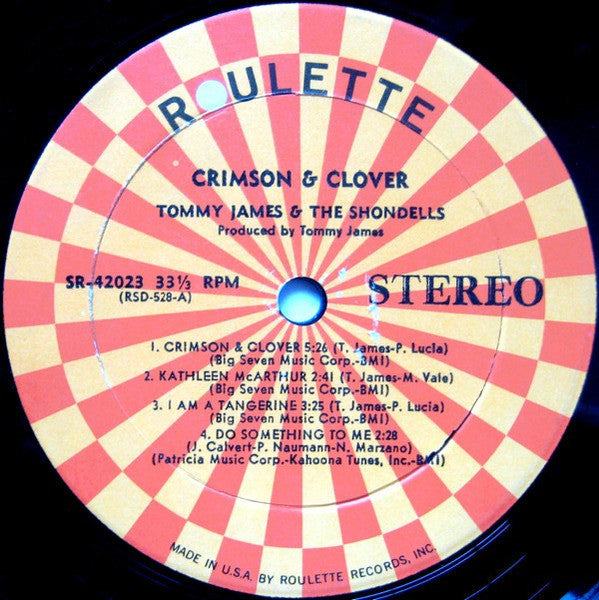 ROULETTE
CRIMSON & CLOVER
TOMMY JAMES & THE SHONDELLS
Produced by Tommy James
SR-42023 33⅓ RPM
(RSD-528-A)
STEREO
1. CRIMSON & CLOVER 5:26 (T. James-P. Lucia)
(Big Seven Music Corp.-BMI)
2. KATHLEEN McARTHUR 2:41 (T. James-M. Vale)
(Big Seven Music Corp.-BMI)
3. I AM A TANGERINE 3:25 (T. James-P. Lucia)
(Big Seven Music Corp.-BMI)
4. DO SOMETHING TO ME 2:28
(J. Calvert-P. Naumann-N. Marzano)
(Patricia Music Corp.-Kahoona Tunes, Inc.-BMI)
MADE IN U.S.A. BY ROULETTE RECORDS, INC.